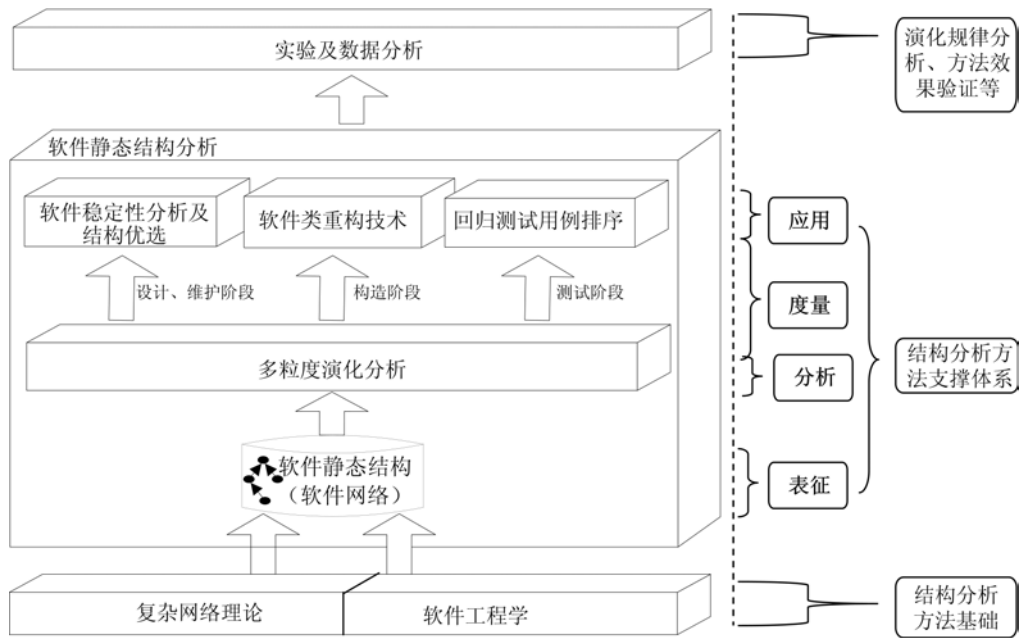 实验及数据分析
演化规律分
析、方法效
果验证等
软件静态结构分析
软件稳定性分析及
结构优选
软件类重构技术
回归测试用例排序
应用
设计、维护阶段
构造阶段
测试阶段
度量
多粒度演化分析
分析
结构分析方
法支撑体系
软件静态结构
（软件网络）
表征
复杂网络理论
软件工程学
结构分析
方法基础